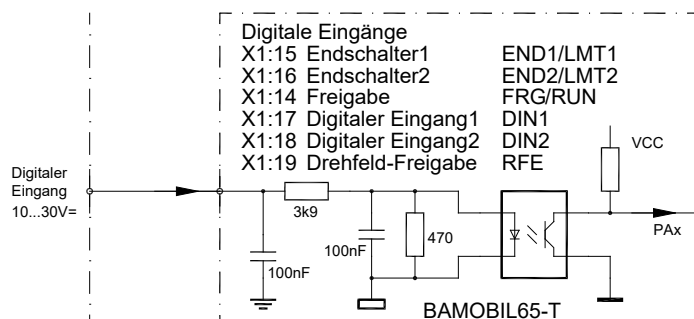 Digitale Eingänge
X1:15 Endschalter1 END1/LMT1
X1:16 Endschalter2 END2/LMT2
X1:14 Freigabe FRG/RUN
X1:17 Digitaler Eingang1 DIN1
X1:18 Digitaler Eingang2 DIN2
X1:19 Drehfeld-Freigabe RFE
VCC
Digitaler
Eingang
10...30V=
3k9
100nF
470
100nF
PAx
BAMOBIL65-T